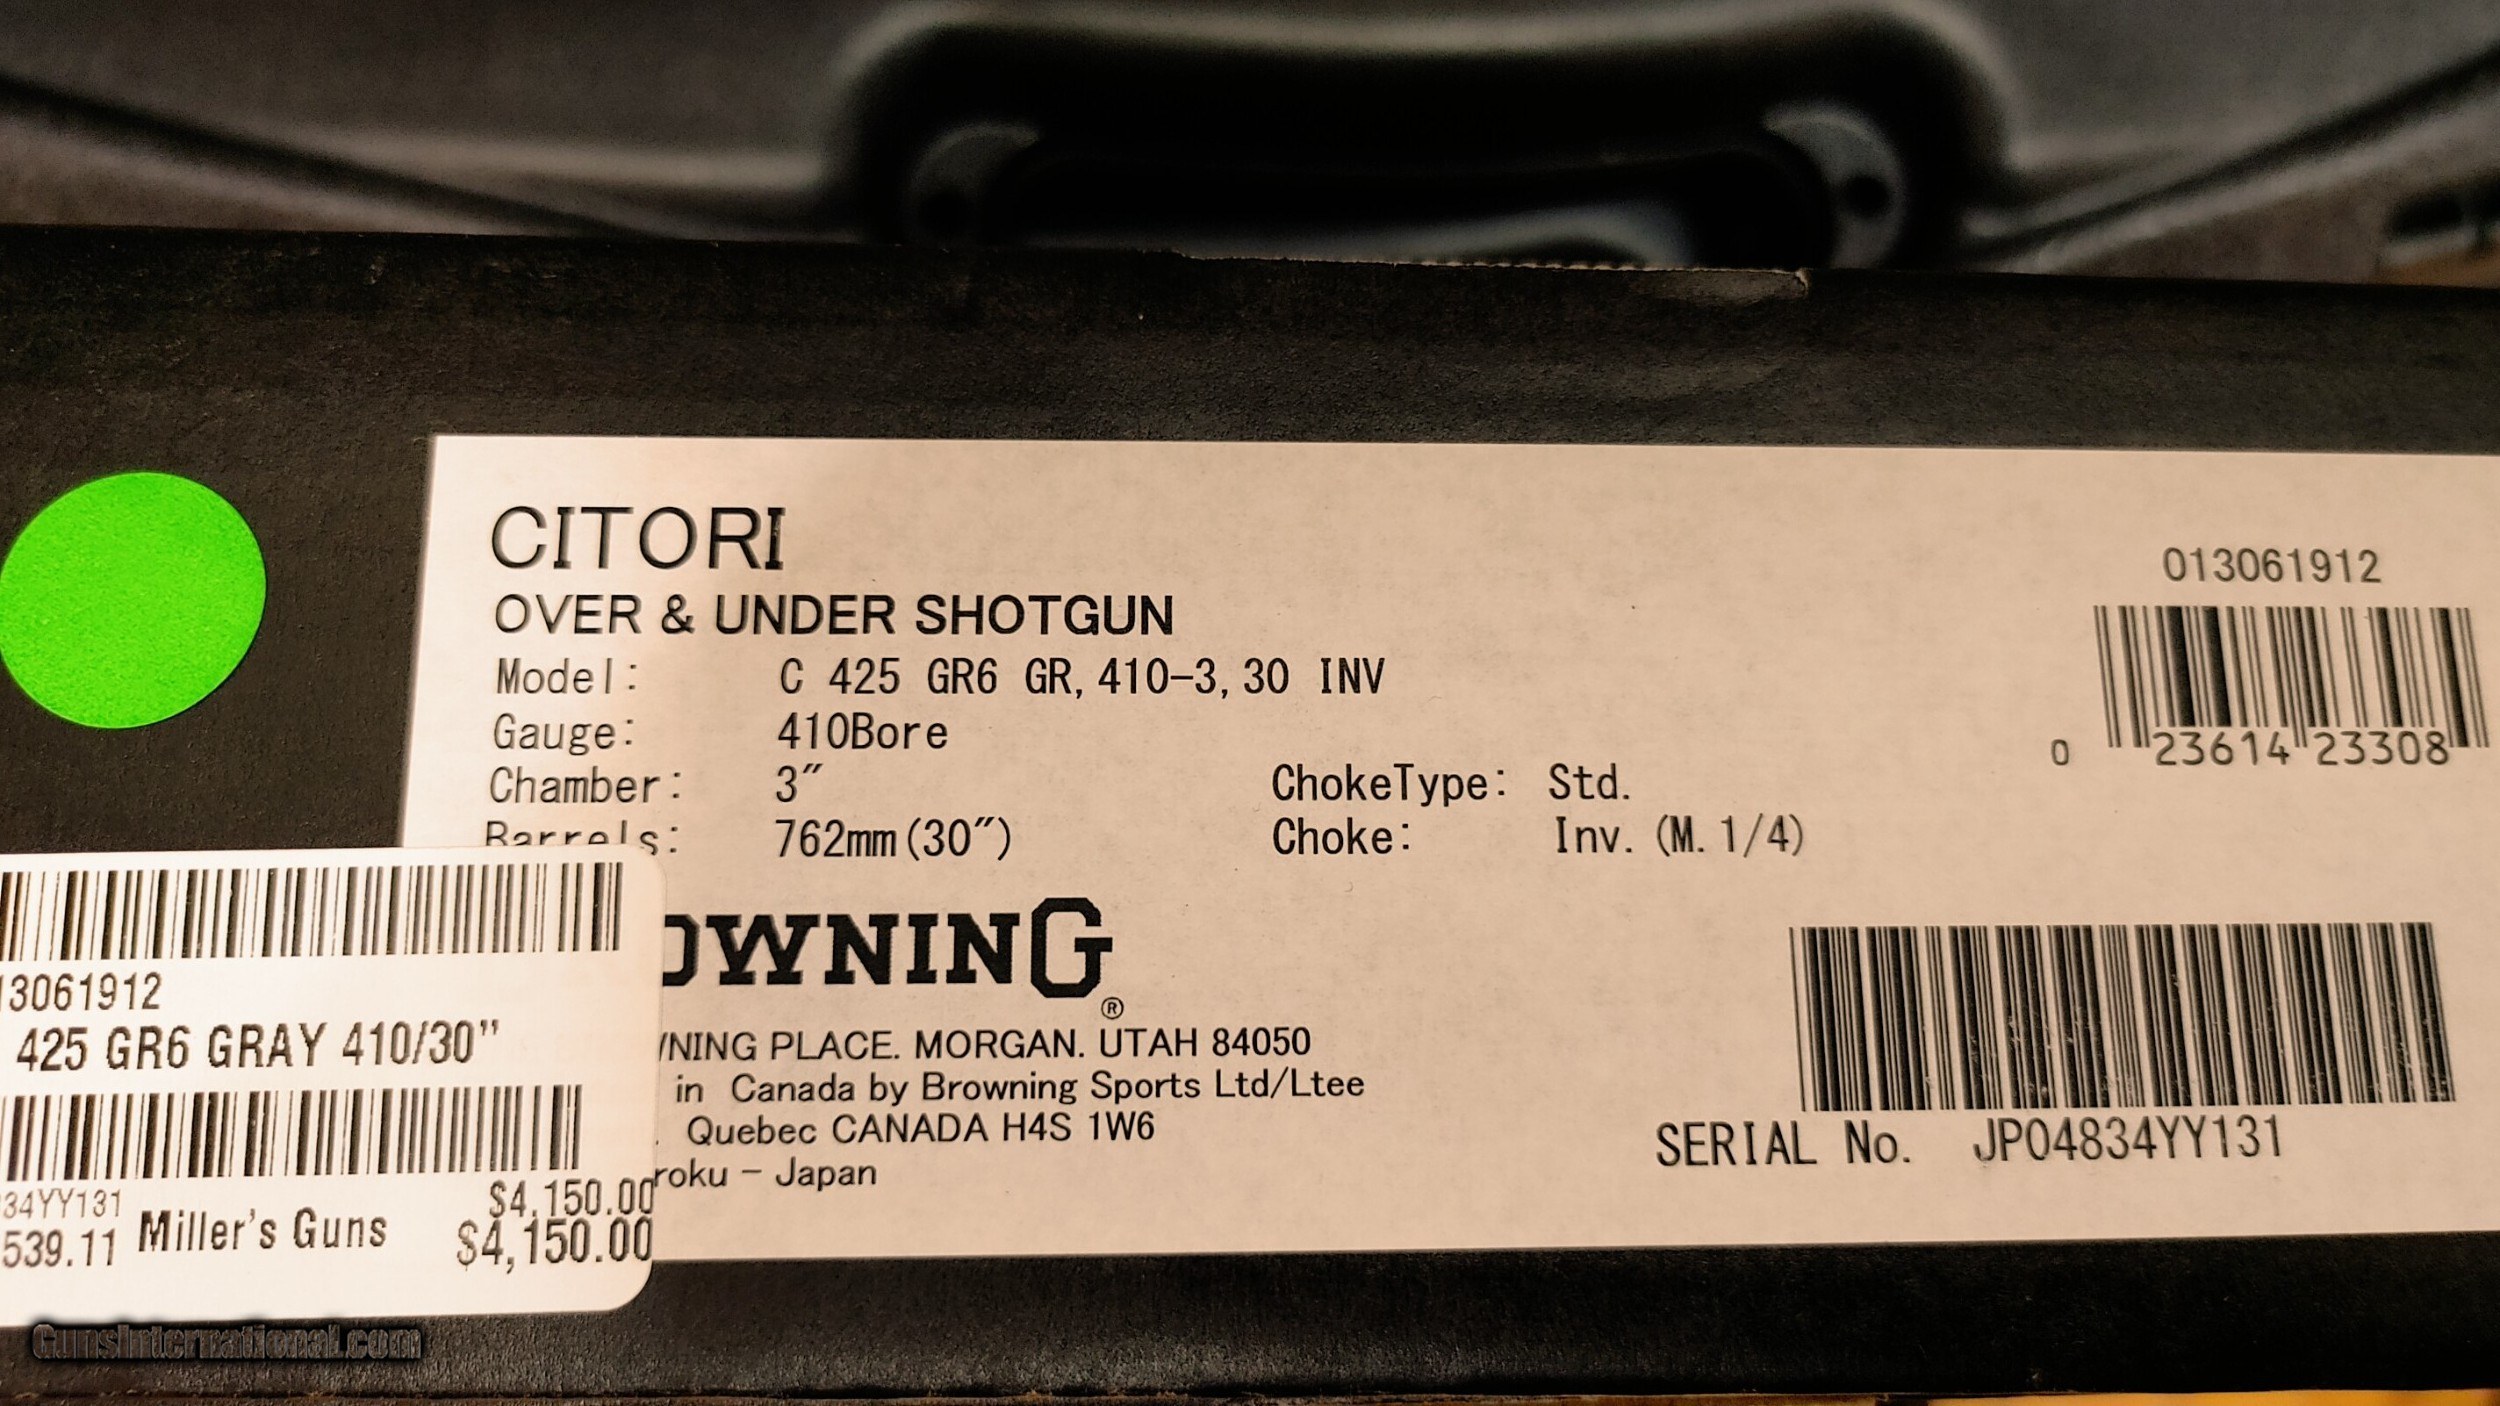 CITORI
OVER & UNDER SHOTGUN
Model: C 425 GR6 GR, 410-3, 30 INV
Gauge: 410Bore
Chamber: 3" ChokeType: Std.
Barrels: 762mm(30") Choke: Inv. (M. 1/4)
013061912
0 23614 23308
OWNING®
NING PLACE. MORGAN. UTAH 84050
in Canada by Browning Sports Ltd/Ltee
. Quebec CANADA H4S 1W6
roku - Japan
SERIAL No. JP04834YY131
13061912
425 GR6 GRAY 410/30"
34YY131 $4,150.00
539.11 Miller's Guns $4,150.00
GunsInternational.com